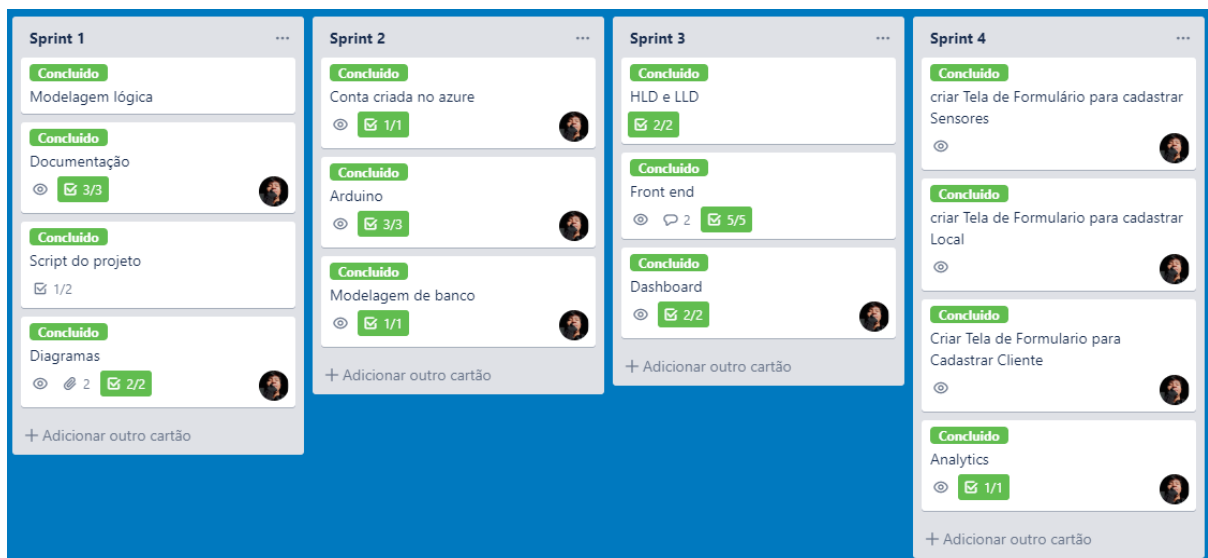 Sprint 1
Concluido
Modelagem lógica
Concluido
Documentação
3/3
Concluido
Script do projeto
1/2
Concluido
Diagramas
2 2/2
+ Adicionar outro cartão
Sprint 2
Concluido
Conta criada no azure
1/1
Concluido
Arduino
3/3
Concluido
Modelagem de banco
1/1
+ Adicionar outro cartão
Sprint 3
Concluido
HLD e LLD
2/2
Concluido
Front end
2 5/5
Concluido
Dashboard
2/2
+ Adicionar outro cartão
Sprint 4
Concluido
criar Tela de Formulário para cadastrar
Sensores
Concluido
criar Tela de Formulario para cadastrar
Local
Concluido
Criar Tela de Formulario para
Cadastrar Cliente
Concluido
Analytics
1/1
+ Adicionar outro cartão